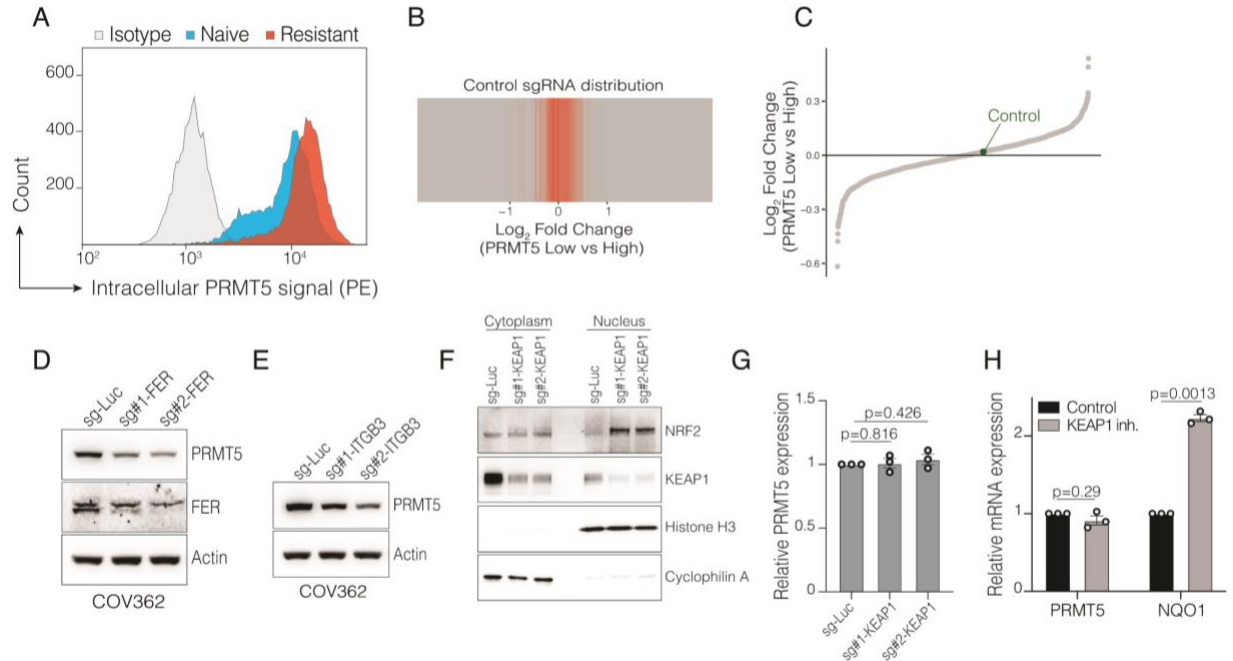 A
Isotype Naive Resistant
600
400
200
Count
10² 10³ 10⁴
Intracellular PRMT5 signal (PE)
B
Control sgRNA distribution
−1 0 1
Log₂ Fold Change
(PRMT5 Low vs High)
C
Log₂ Fold Change
(PRMT5 Low vs High)
0.3
0.0
−0.3
−0.6
Control
D
sg-Luc
sg#1-FER
sg#2-FER
PRMT5
FER
Actin
COV362
E
sg-Luc
sg#1-ITGB3
sg#2-ITGB3
PRMT5
Actin
COV362
F
Cytoplasm Nucleus
sg-Luc
sg#1-KEAP1
sg#2-KEAP1
sg-Luc
sg#1-KEAP1
sg#2-KEAP1
NRF2
KEAP1
Histone H3
Cyclophilin A
G
Relative PRMT5 expression
1.5
1.0
0.5
0
p=0.426
p=0.816
sg-Luc
sg#1-KEAP1
sg#2-KEAP1
H
Relative mRNA expression
2
1
0
Control
KEAP1 inh.
p=0.0013
p=0.29
PRMT5 NQO1